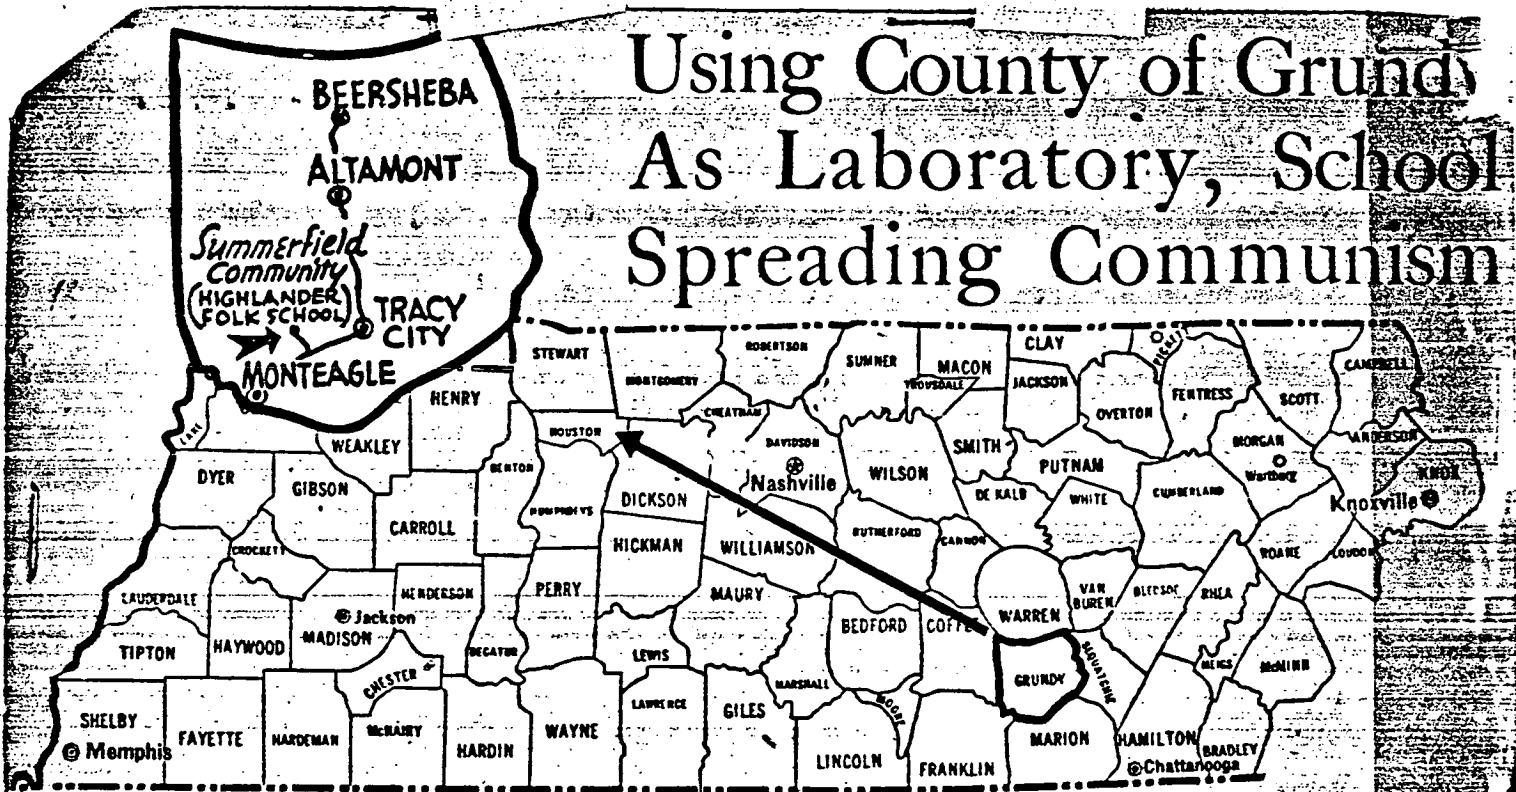 Using County of Grundy
As Laboratory, School
Spreading Communism
BEERSHEBA
ALTAMONT
Summerfield
Community
(HIGHLANDER
FOLK SCHOOL)
TRACY
CITY
MONTEAGLE
STEWART
MONTGOMERY
ROBERTSON
SUMNER
MACON
TROUSDALE
CLAY
PICKETT
JACKSON
OVERTON
FENTRESS
SCOTT
CAMPBELL
LAKE
WEAKLEY
HENRY
HOUSTON
CHEATHAM
DAVIDSON
Nashville
WILSON
SMITH
PUTNAM
MORGAN
Wartburg
ANDERSON
KNOX
Knoxville
DYER
GIBSON
BENTON
CARROLL
HUMPHREYS
DICKSON
HICKMAN
WILLIAMSON
RUTHERFORD
CANNON
DE KALB
WHITE
CUMBERLAND
ROANE
LOUDON
CROCKETT
LAUDERDALE
HAYWOOD
Jackson
MADISON
HENDERSON
PERRY
MAURY
BEDFORD
COFFEE
WARREN
VAN
BUREN
BLEDSOE
RHEA
TIPTON
CHESTER
DECATUR
LEWIS
MARSHALL
MOORE
GRUNDY
SEQUATCHIE
MEIGS
McMINN
SHELBY
Memphis
FAYETTE
HARDEMAN
McNAIRY
HARDIN
WAYNE
LAWRENCE
GILES
LINCOLN
FRANKLIN
MARION
HAMILTON
Chattanooga
BRADLEY